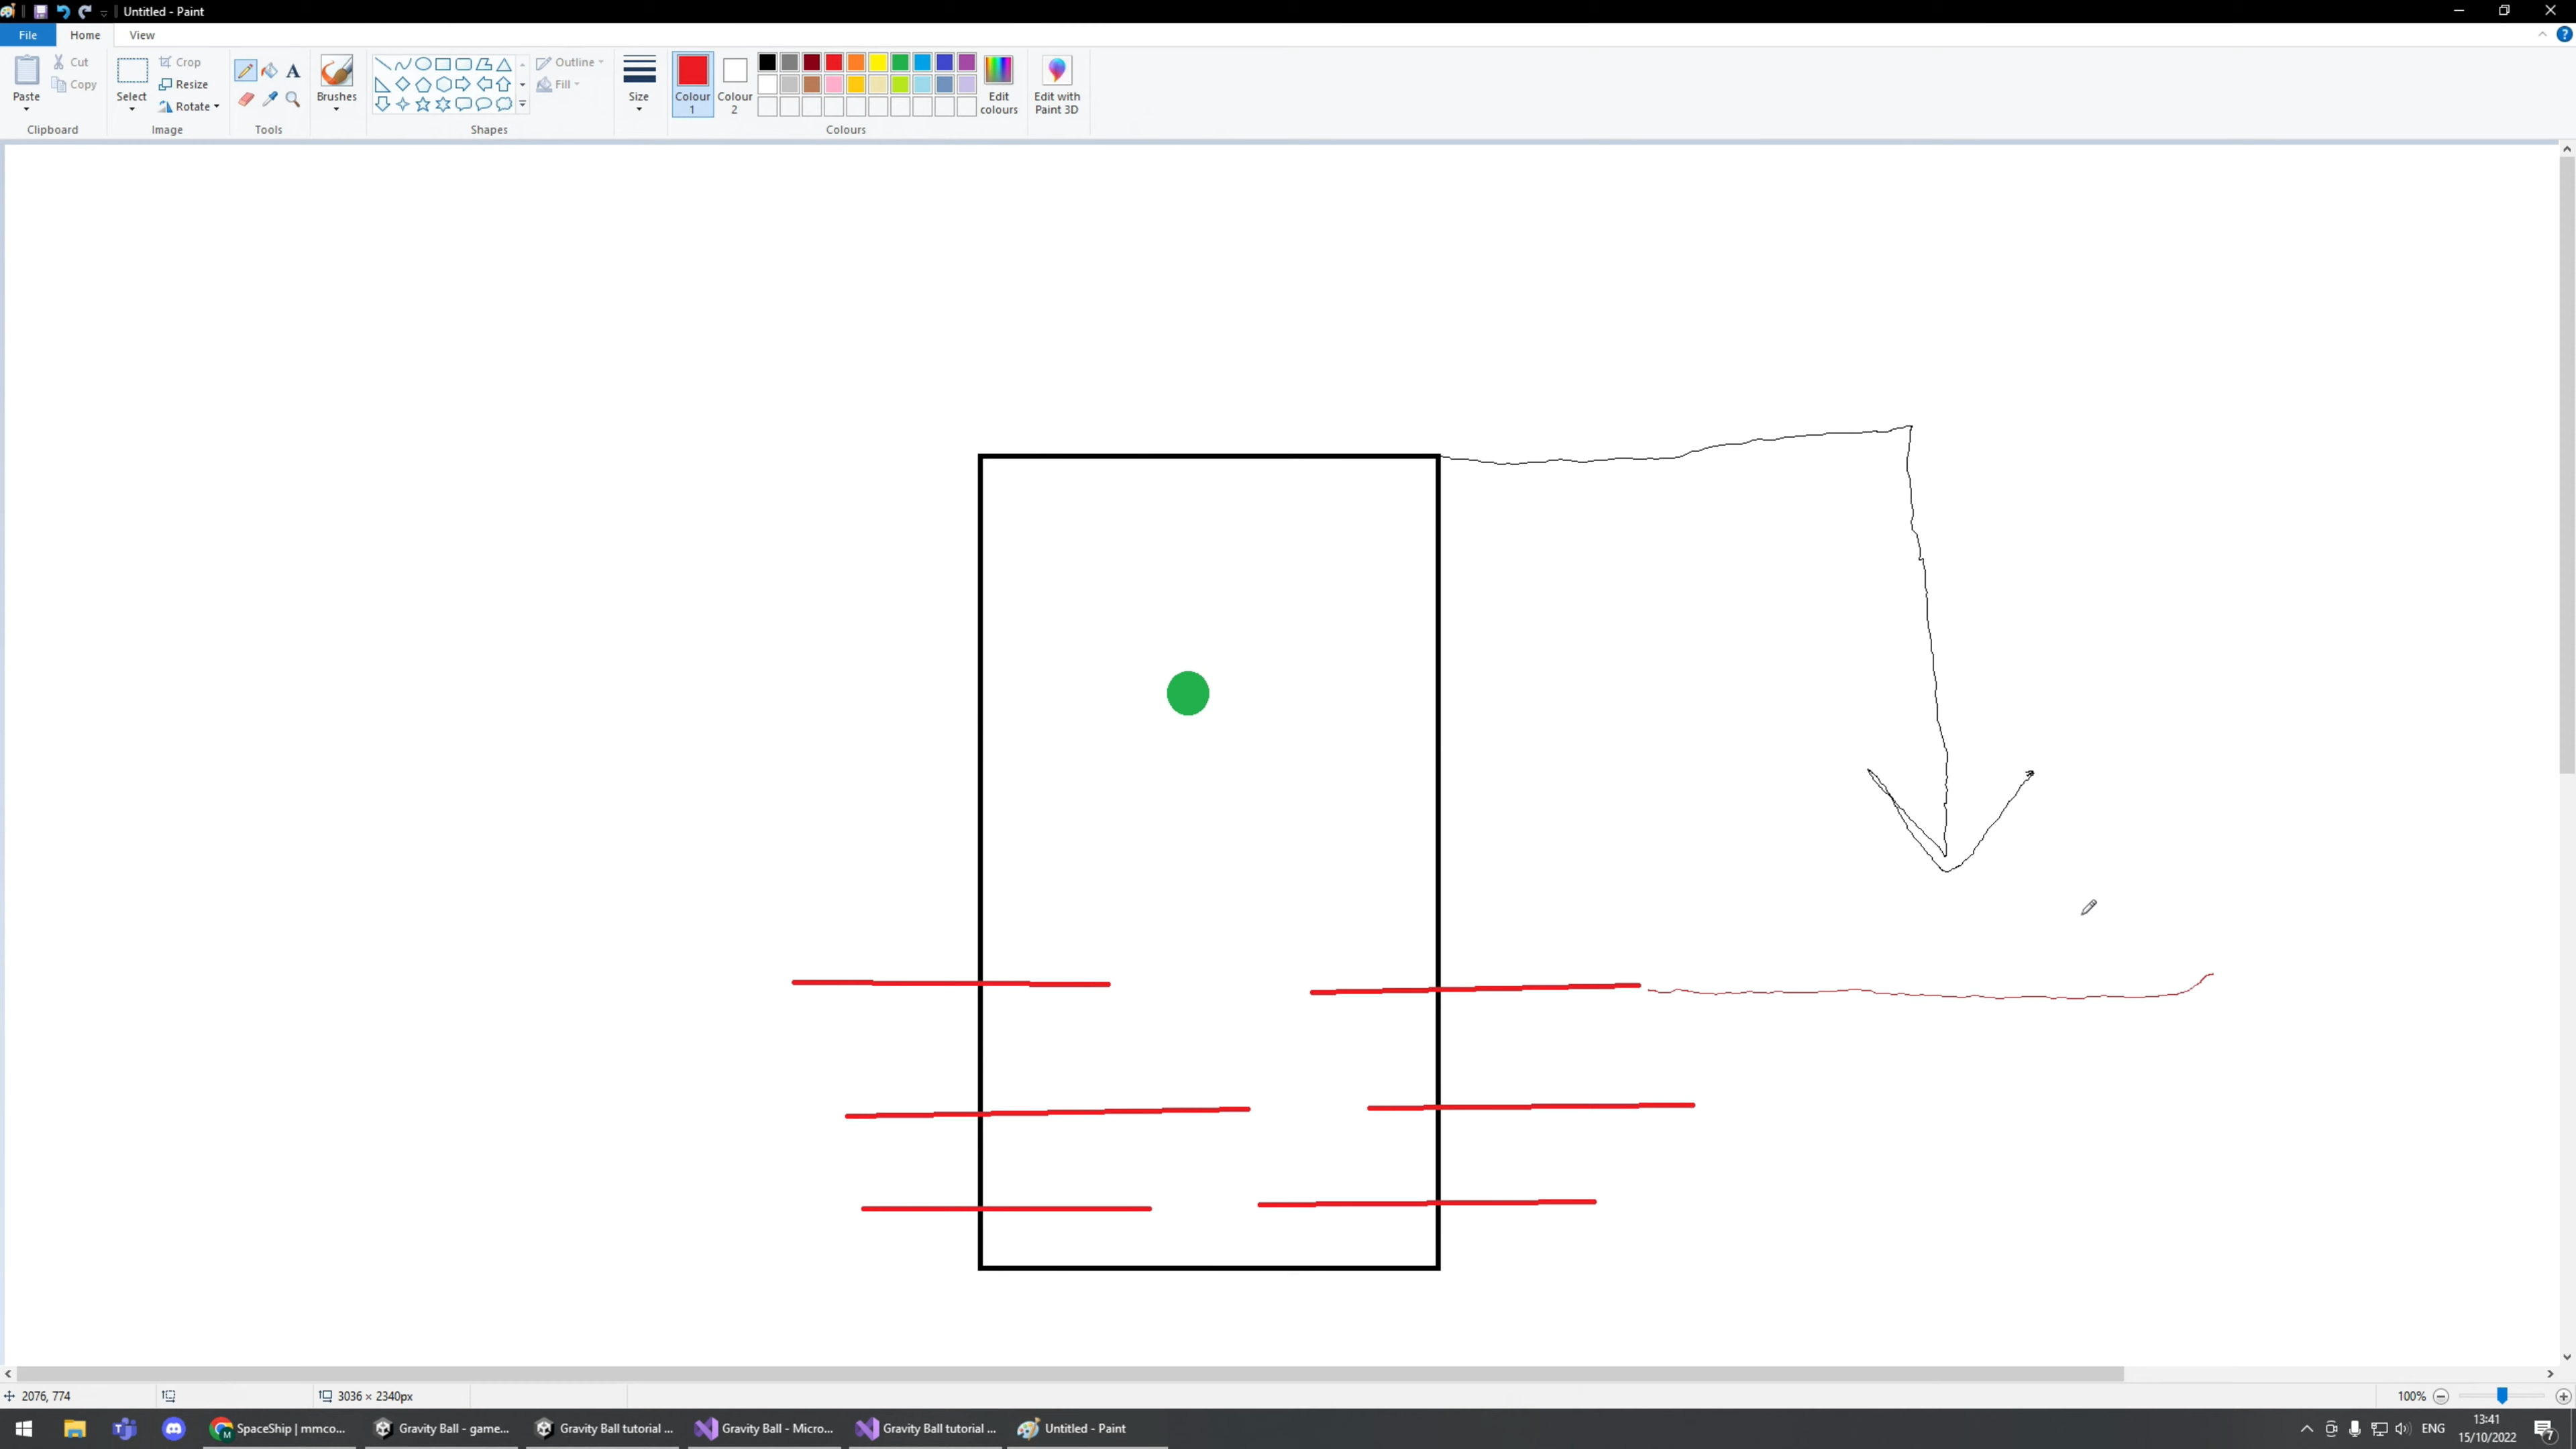 Untitled - Paint
File Home View
Paste Cut Copy Clipboard
Select Crop Resize Rotate Image
A Tools
Brushes
Outline Fill Shapes
Size
Colour 1
Colour 2
Edit colours
Colours
Edit with Paint 3D
2076, 774
3036 × 2340px
100%
SpaceShip | mmco...
Gravity Ball - game...
Gravity Ball tutorial ...
Gravity Ball - Micro...
Gravity Ball tutorial ...
Untitled - Paint
ENG
13:41
15/10/2022
7